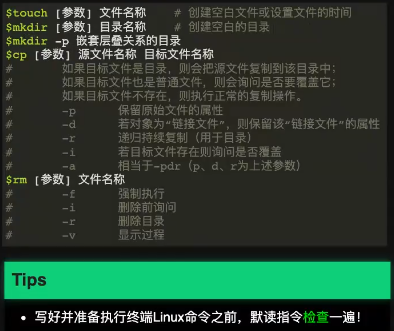 $touch [参数] 文件名称    # 创建空白文件或设置文件的时间
$mkdir [参数] 目录名称    # 创建空白的目录
$mkdir -p 嵌套层叠关系的目录
$cp [参数] 源文件名称 目标文件名称
#    如果目标文件是目录，则会把源文件复制到该目录中；
#    如果目标文件也是普通文件，则会询问是否要覆盖它；
#    如果目标文件不存在，则执行正常的复制操作。
#    -p    保留原始文件的属性
#    -d    若对象为“链接文件”，则保留该“链接文件”的属性
#    -r    递归持续复制（用于目录）
#    -i    若目标文件存在则询问是否覆盖
#    -a    相当于-pdr（p、d、r为上述参数）
$rm [参数] 文件名称
#    -f    强制执行
#    -i    删除前询问
#    -r    删除目录
#    -v    显示过程
Tips
• 写好并准备执行终端Linux命令之前，默读指令检查一遍！